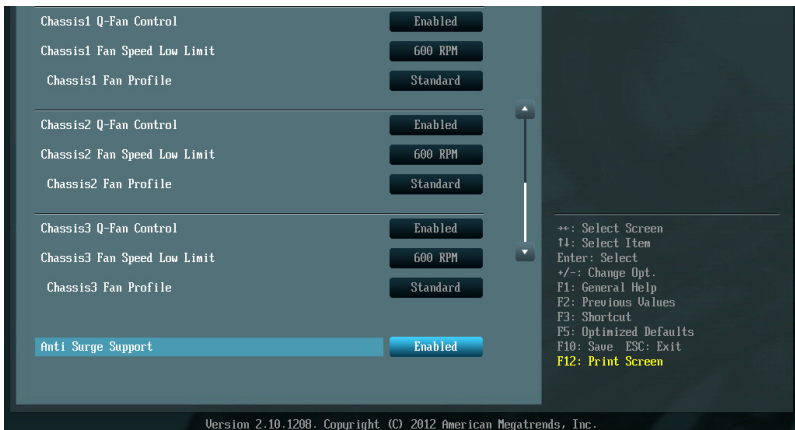 Chassis1 Q-Fan Control Enabled
Chassis1 Fan Speed Low Limit 600 RPM
Chassis1 Fan Profile Standard
Chassis2 Q-Fan Control Enabled
Chassis2 Fan Speed Low Limit 600 RPM
Chassis2 Fan Profile Standard
Chassis3 Q-Fan Control Enabled
Chassis3 Fan Speed Low Limit 600 RPM
Chassis3 Fan Profile Standard
Anti Surge Support Enabled
→←: Select Screen
↑↓: Select Item
Enter: Select
+/-: Change Opt.
F1: General Help
F2: Previous Values
F3: Shortcut
F5: Optimized Defaults
F10: Save ESC: Exit
F12: Print Screen
Version 2.10.1208. Copyright (C) 2012 American Megatrends, Inc.